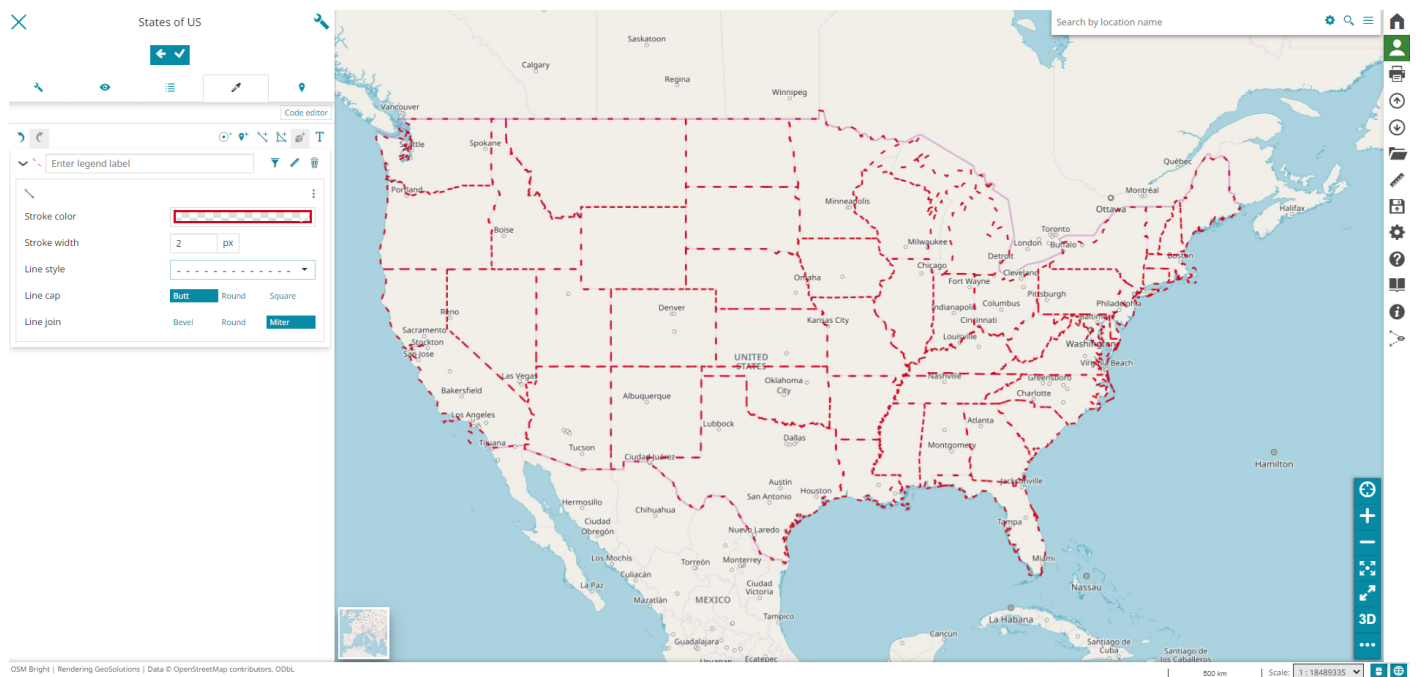 States of US
Code editor
Enter legend label
Stroke color
Stroke width
2
px
Line style
Line cap
Butt
Round
Square
Line join
Bevel
Round
Miter
Search by location name
Saskatoon
Calgary
Regina
Winnipeg
Vancouver
Seattle
Spokane
Québec
Portland
Montréal
Ottawa
Halifax
Minneapolis
Boise
Toronto
Milwaukee
London
Buffalo
Detroit
Boston
Chicago
Cleveland
Omaha
Fort Wayne
Pittsburgh
Reno
Denver
Indianapolis
Columbus
Philadelphia
Kansas City
Cincinnati
Baltimore
Sacramento
Stockton
San Jose
Louisville
Washington
UNITED
STATES
Virginia Beach
Las Vegas
Nashville
Greensboro
Bakersfield
Oklahoma
City
Albuquerque
Charlotte
Los Angeles
Lubbock
Atlanta
Tijuana
Tucson
Dallas
Montgomery
Ciudad Juárez
Hamilton
Austin
Jacksonville
San Antonio
Houston
Hermosillo
Chihuahua
Ciudad
Obregón
Nuevo Laredo
Tampa
Los Mochis
Torreón
Monterrey
Miami
Culiacán
La Paz
Ciudad
Victoria
Nassau
Mazatlán
MEXICO
Tampico
La Habana
3D
Guadalajara
Cancún
Santiago de
Cuba
Santiago de
los Caballeros
Uruapan
Ecatepec
OSM Bright | Rendering GeoSolutions | Data © OpenStreetMap contributors, ODbL
500 km
Scale:
1 : 18489335